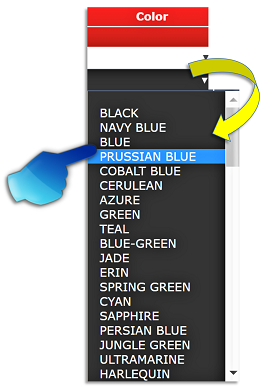 Color
BLACK
NAVY BLUE
BLUE
PRUSSIAN BLUE
COBALT BLUE
CERULEAN
AZURE
GREEN
TEAL
BLUE-GREEN
JADE
ERIN
SPRING GREEN
CYAN
SAPPHIRE
PERSIAN BLUE
JUNGLE GREEN
ULTRAMARINE
HARLEQUIN